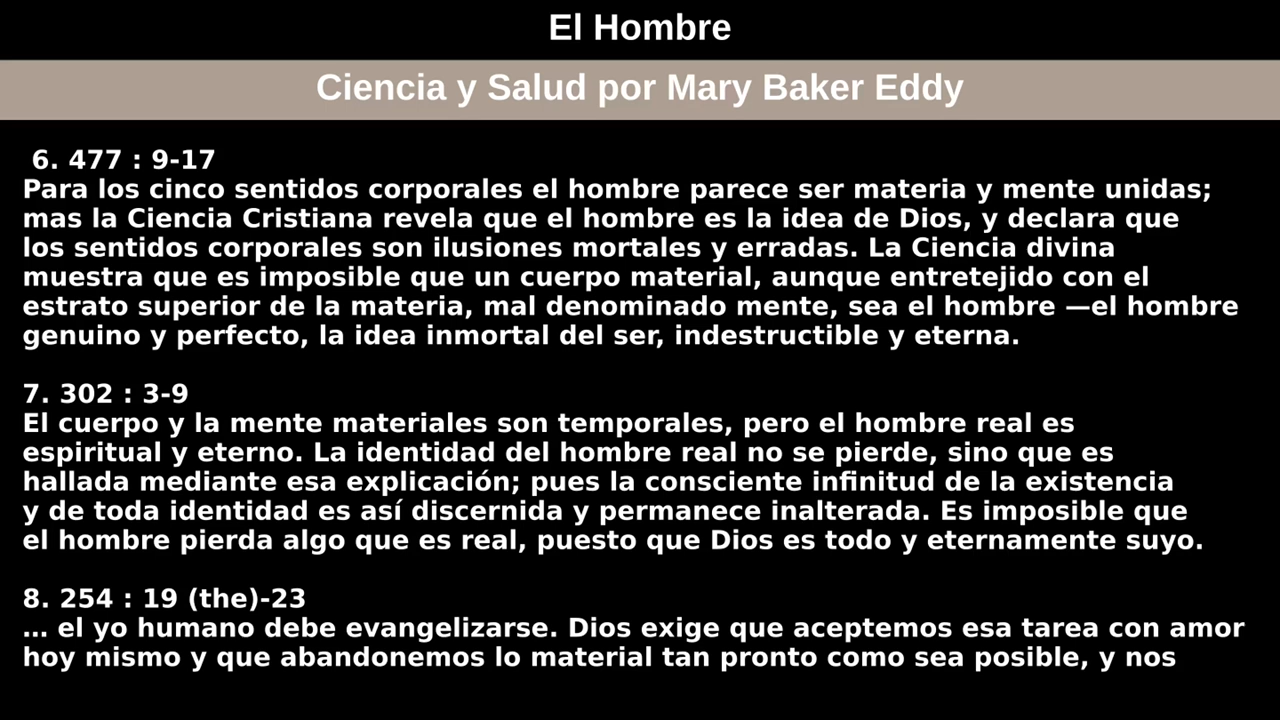 El Hombre
Ciencia y Salud por Mary Baker Eddy
6. 477 : 9-17
Para los cinco sentidos corporales el hombre parece ser materia y mente unidas;
mas la Ciencia Cristiana revela que el hombre es la idea de Dios, y declara que
los sentidos corporales son ilusiones mortales y erradas. La Ciencia divina
muestra que es imposible que un cuerpo material, aunque entretejido con el
estrato superior de la materia, mal denominado mente, sea el hombre —el hombre
genuino y perfecto, la idea inmortal del ser, indestructible y eterna.
7. 302 : 3-9
El cuerpo y la mente materiales son temporales, pero el hombre real es
espiritual y eterno. La identidad del hombre real no se pierde, sino que es
hallada mediante esa explicación; pues la consciente infinitud de la existencia
y de toda identidad es así discernida y permanece inalterada. Es imposible que
el hombre pierda algo que es real, puesto que Dios es todo y eternamente suyo.
8. 254 : 19 (the)-23
… el yo humano debe evangelizarse. Dios exige que aceptemos esa tarea con amor
hoy mismo y que abandonemos lo material tan pronto como sea posible, y nos